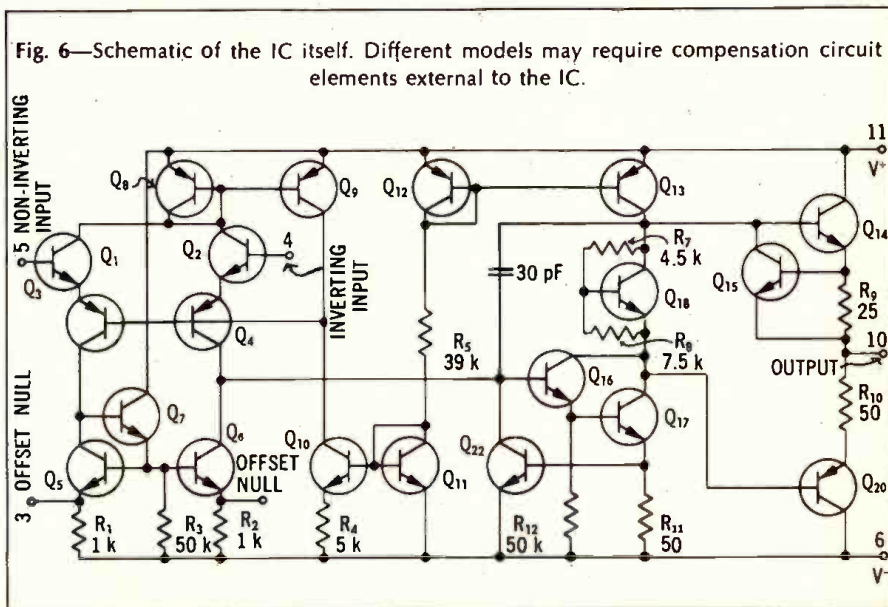 Fig. 6—Schematic of the IC itself. Different models may require compensation circuit
elements external to the IC.
5 NON-INVERTING
INPUT
11
V+
Q8
Q9
Q12
Q13
Q14
Q1
Q2
4
INVERTING
INPUT
30 pF
R7
4.5 k
Q15
Q3
Q18
R9
25
Q4
R5
39 k
R8
7.5 k
10
OUTPUT
Q16
R10
50
Q7
Q6
Q10
Q17
Q22
OFFSET
NULL
Q5
Q11
Q20
3 OFFSET NULL
R1
1 k
R3
50 k
R2
1 k
R4
5 k
R12
50 k
R11
50
6
V-